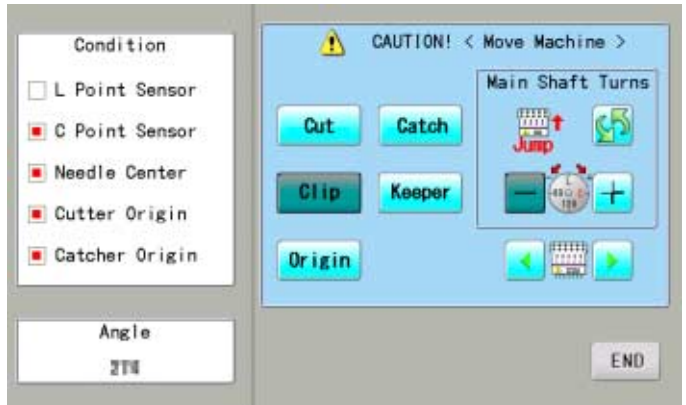 Condition
L Point Sensor
C Point Sensor
Needle Center
Cutter Origin
Catcher Origin
Angle
CAUTION! < Move Machine >
Main Shaft Turns
Cut
Catch
Jump
Clip
Keeper
Origin
END